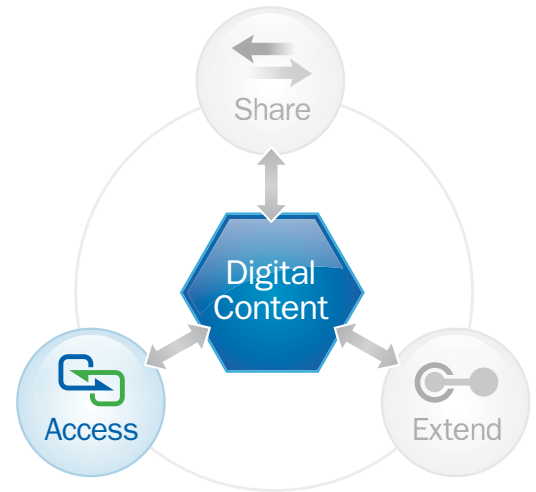 Share
Digital
Content
Access
Extend